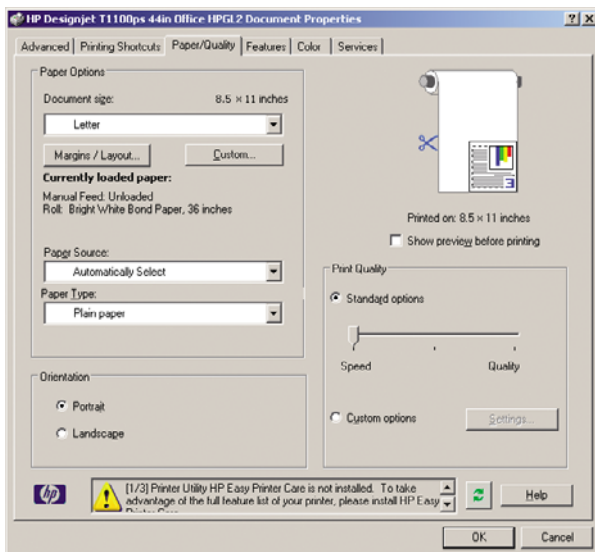 HP Designjet T1100ps 44in Office HPGL2 Document Properties
Advanced Printing Shortcuts Paper/Quality Features Color Services
Paper Options
Document size: 8.5 × 11 inches
Letter
Margins / Layout... Custom...
Currently loaded paper:
Manual Feed: Unloaded
Roll: Bright White Bond Paper, 36 inches
Paper Source:
Automatically Select
Paper Type:
Plain paper
Orientation
Portrait
Landscape
Printed on: 8.5 × 11 inches
Show preview before printing
Print Quality
Standard options
Speed Quality
Custom options Settings...
[1/3] Printer Utility HP Easy Printer Care is not installed. To take
advantage of the full feature list of your printer, please install HP Easy
Printer Care
hp
Help
OK Cancel